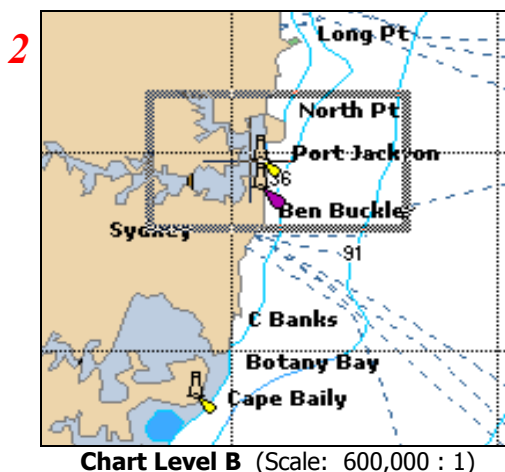 2
Long Pt
North Pt
Port Jackson
36
Ben Buckle
Sydney
91
C Banks
Botany Bay
Cape Baily
Chart Level B (Scale: 600,000 : 1)